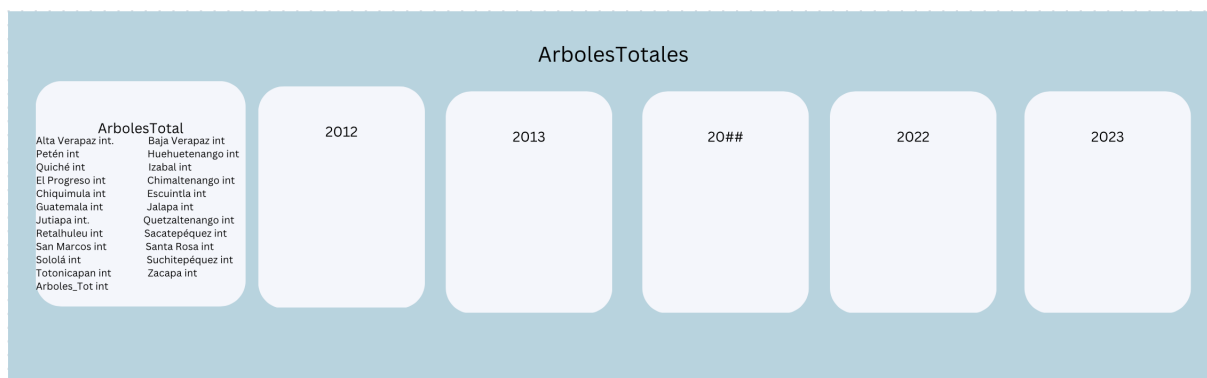 ArbolesTotales
ArbolesTotal
Alta Verapaz int. Baja Verapaz int
Petén int Huehuetenango int
Quiché int Izabal int
El Progreso int Chimaltenango int
Chiquimula int Escuintla int
Guatemala int Jalapa int
Jutiapa int. Quetzaltenango int
Retalhuleu int Sacatepéquez int
San Marcos int Santa Rosa int
Sololá int Suchitepéquez int
Totonicapan int Zacapa int
Arboles_Tot int
2012
2013
20##
2022
2023